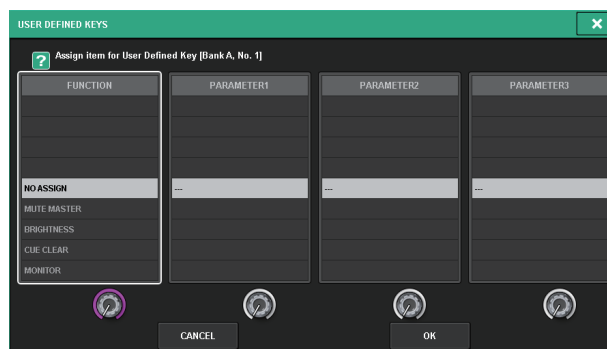 USER DEFINED KEYS
?
Assign item for User Defined Key [Bank A, No. 1]
FUNCTION PARAMETER1 PARAMETER2 PARAMETER3
NO ASSIGN --- --- ---
MUTE MASTER
BRIGHTNESS
CUE CLEAR
MONITOR
CANCEL OK